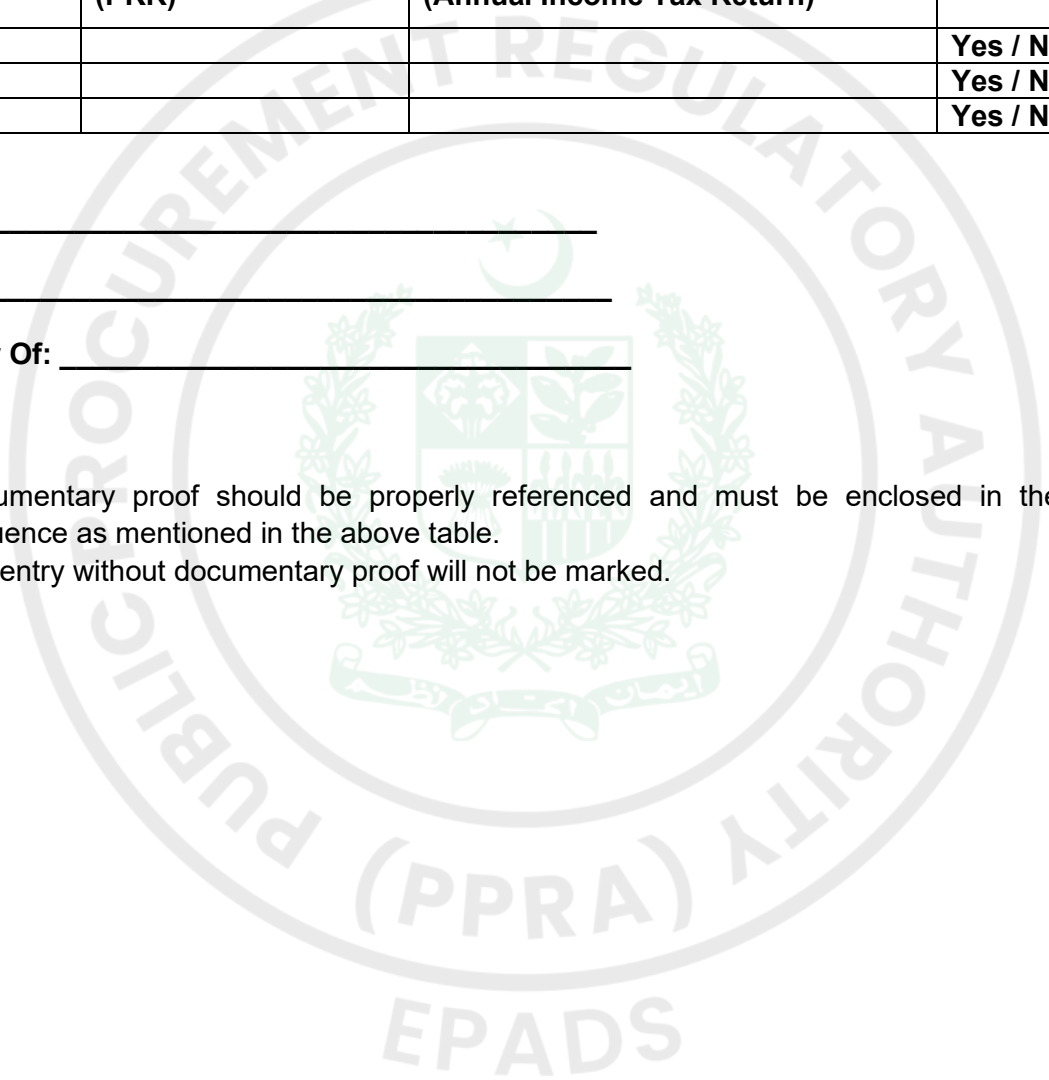 (PKR) (Annual Income Tax Return)
Yes / N
Yes / N
Yes / N
Of:
umentary proof should be properly referenced and must be enclosed in the
uence as mentioned in the above table.
entry without documentary proof will not be marked.
PUBLIC PROCUREMENT REGULATORY AUTHORITY
(PPRA)
EPADS